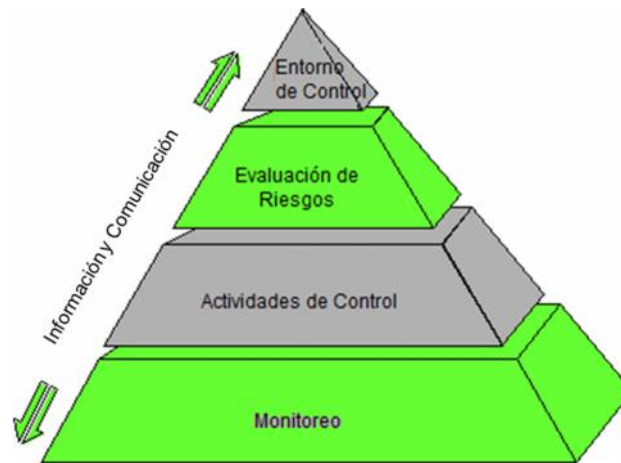 Entorno
de Control
Evaluación de
Riesgos
Actividades de Control
Monitoreo
Información y Comunicación